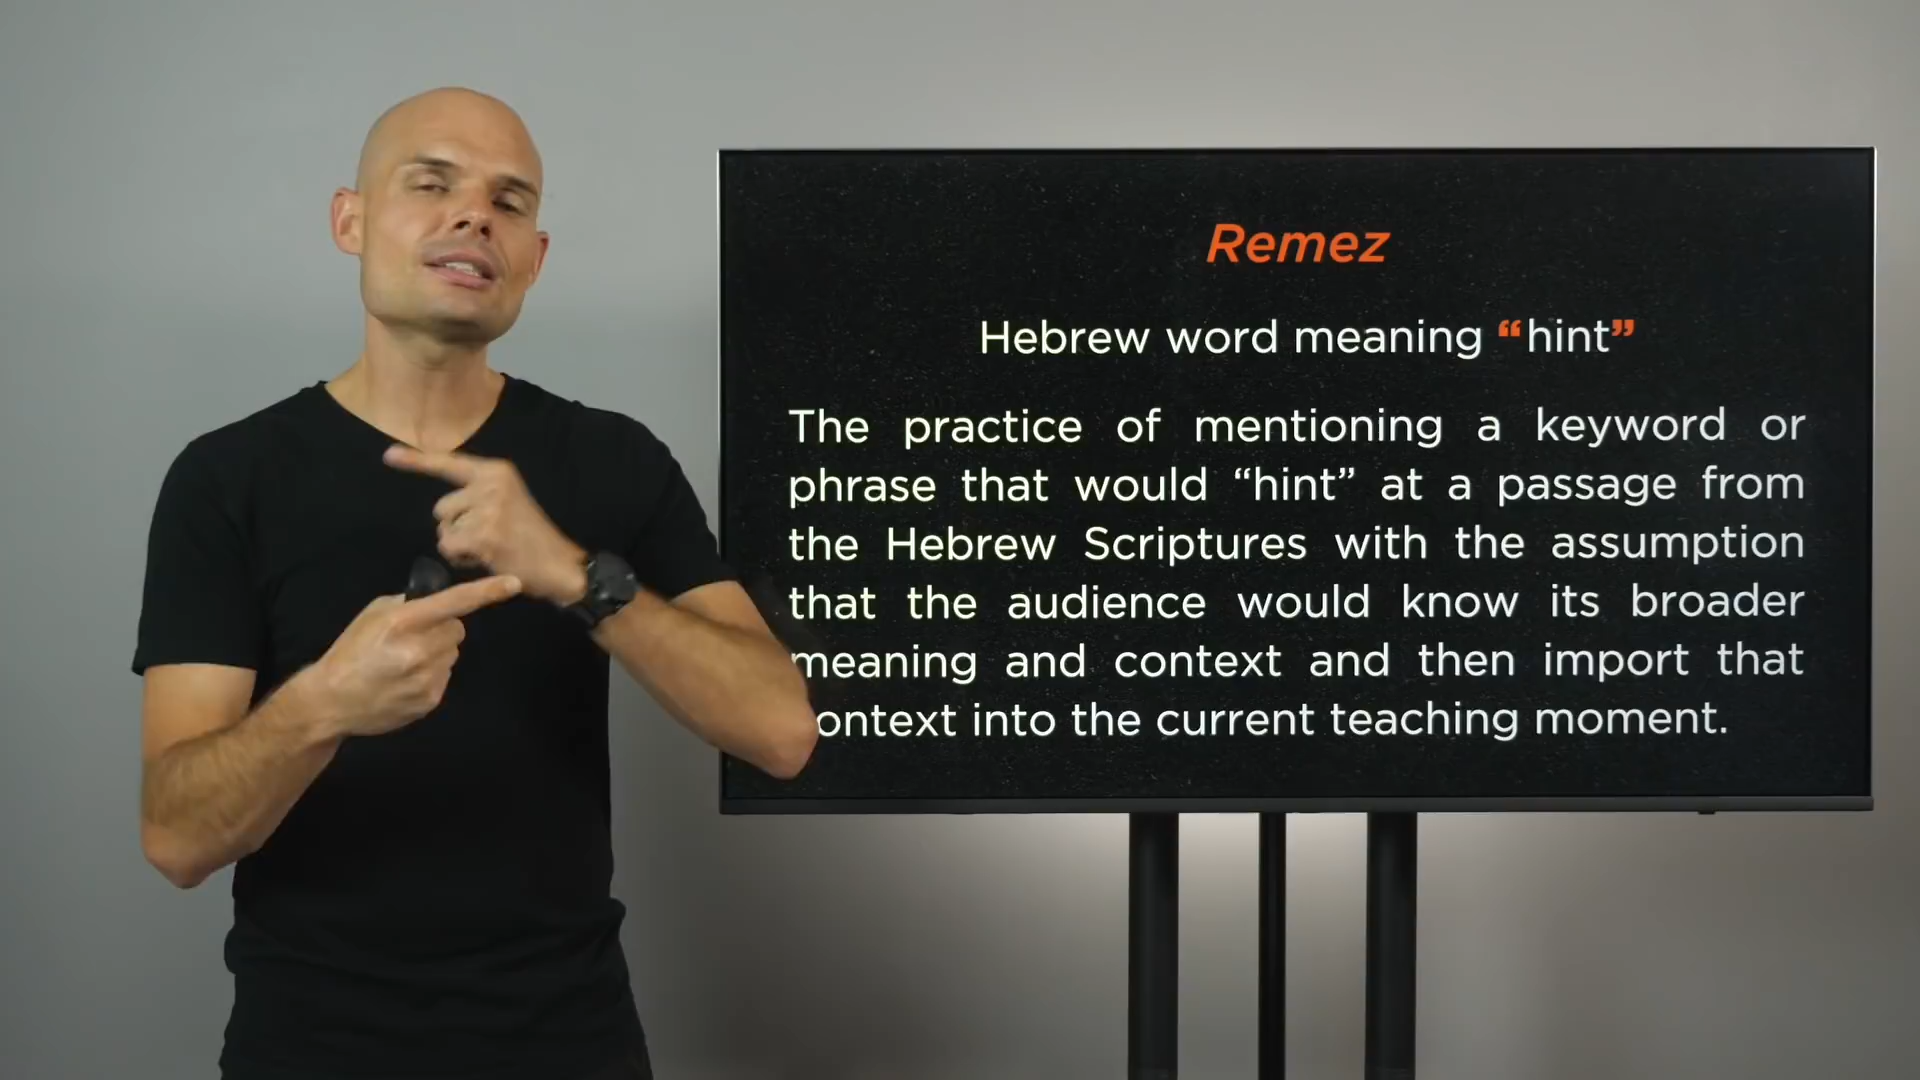 Remez
Hebrew word meaning “hint”
The practice of mentioning a keyword or
phrase that would “hint” at a passage from
the Hebrew Scriptures with the assumption
that the audience would know its broader
meaning and context and then import that
ontext into the current teaching moment.